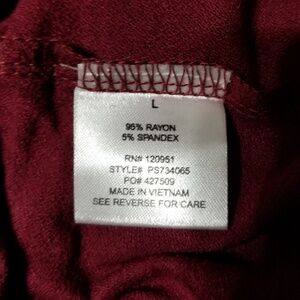 L
95% RAYON
5% SPANDEX
RN# 120951
STYLE# PS734065
PO# 427509
MADE IN VIETNAM
SEE REVERSE FOR CARE